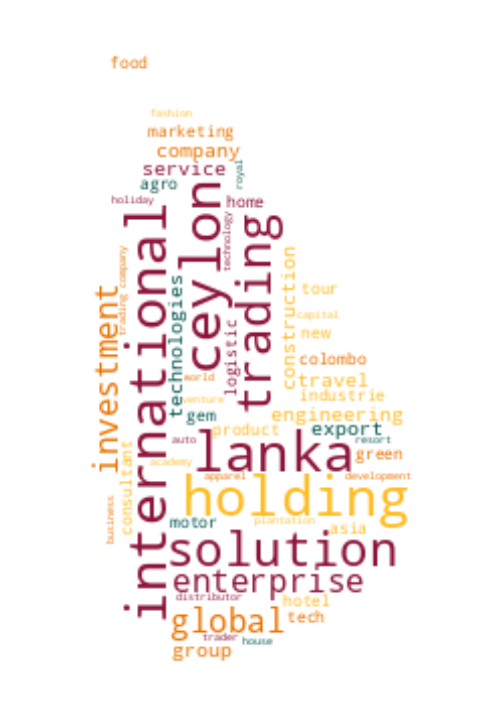 food
fashion
marketing
company
service
royal
agro
holiday
home
international
ceylon
technology
trading
trading company
investment
technologies
construction
tour
capital
new
logistic
colombo
world
travel
venture
industrie
gem
engineering
product
export
auto
lanka
resort
green
consultant
academy
apparel
development
holding
business
motor
plantation
asia
solution
enterprise
distributor
hotel
global
tech
trader
house
group